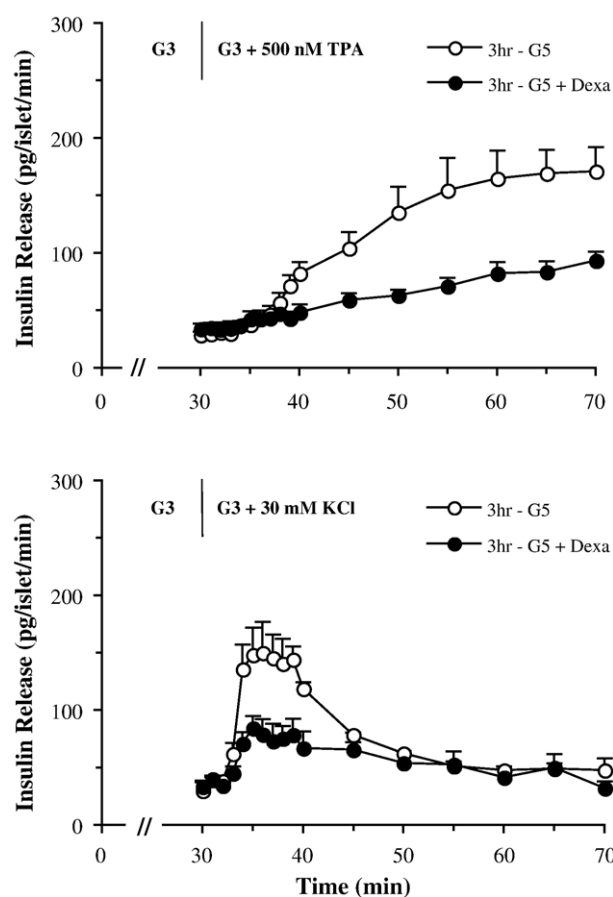 300
200
100
0
Insulin Release (pg/islet/min)
G3
G3 + 500 nM TPA
3hr - G5
3hr - G5 + Dexa
0
//
30
40
50
60
70
300
200
100
0
Insulin Release (pg/islet/min)
G3
G3 + 30 mM KCl
3hr - G5
3hr - G5 + Dexa
0
//
30
40
50
60
70
Time (min)